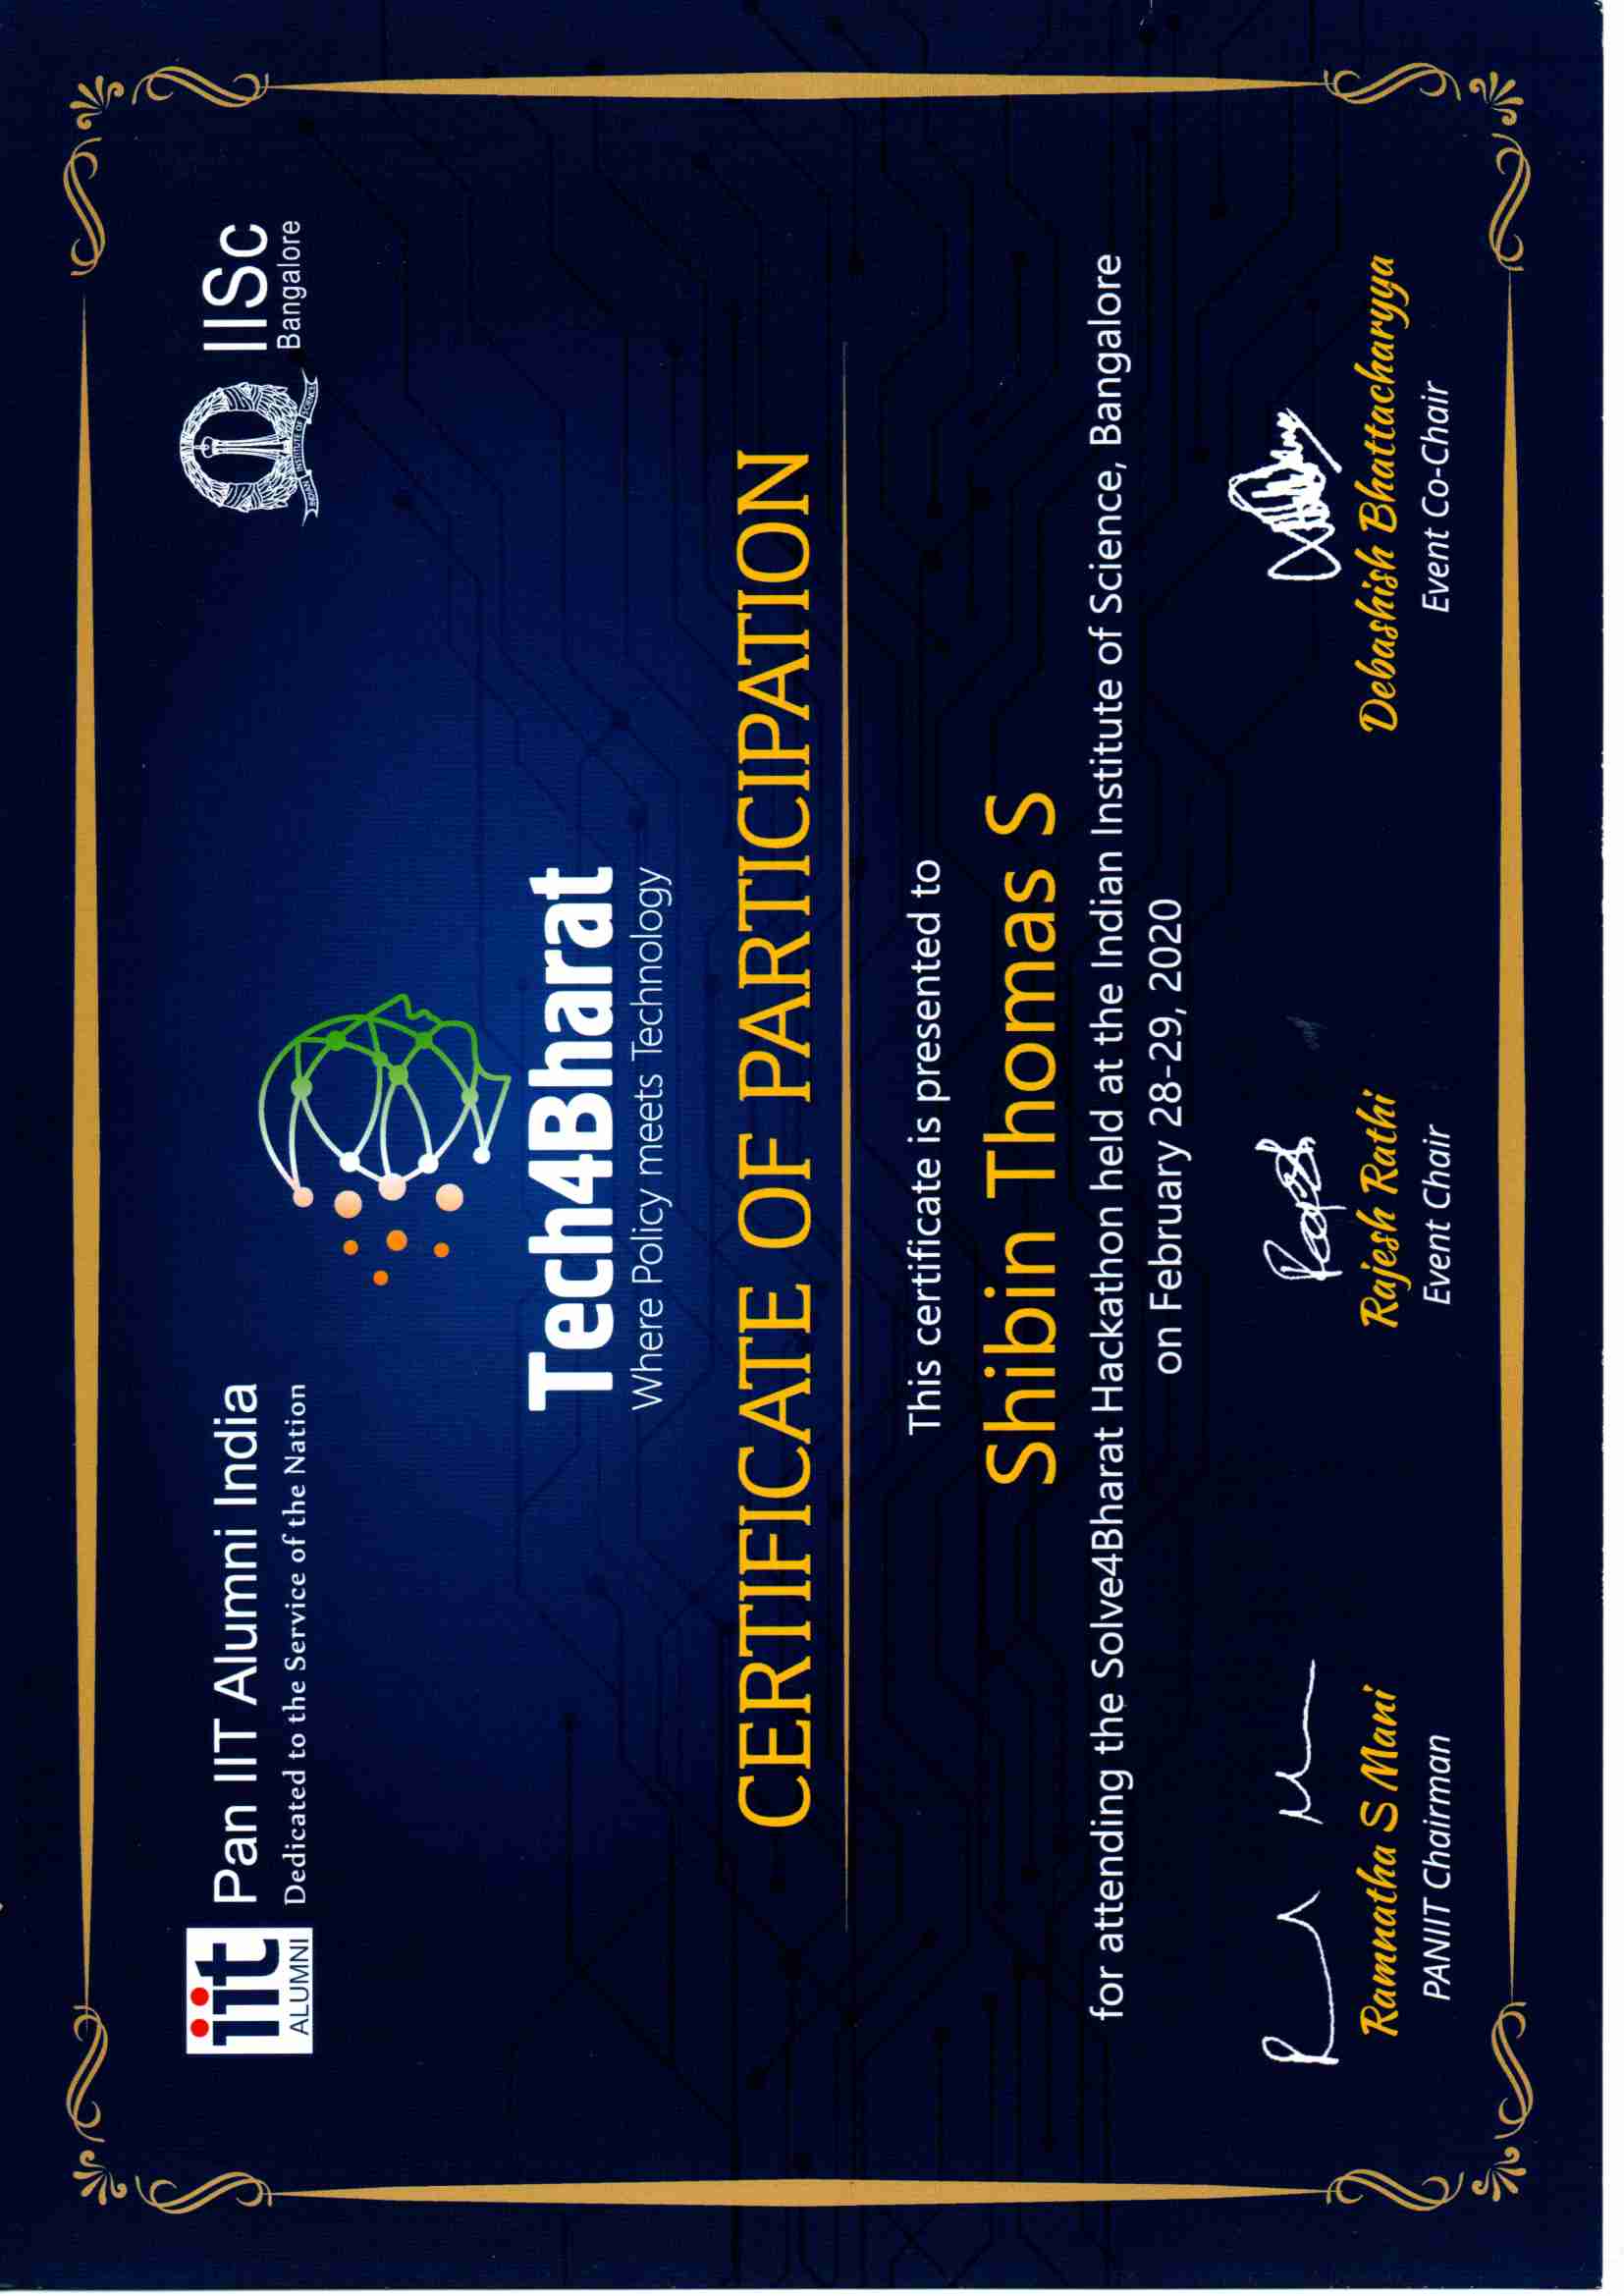 iit
ALUMNI
Pan IIT Alumni India
Dedicated to the Service of the Nation
INDIAN INSTITUTE OF SCIENCE
IISc
Bangalore
Tech4Bharat
Where Policy meets Technology
CERTIFICATE OF PARTICIPATION
This certificate is presented to
Shibin Thomas S
for attending the Solve4Bharat Hackathon held at the Indian Institute of Science, Bangalore
on February 28-29, 2020
Ramnatha S Mani
PANIIT Chairman
Rajesh Rathi
Event Chair
Debashish Bhattacharyya
Event Co-Chair